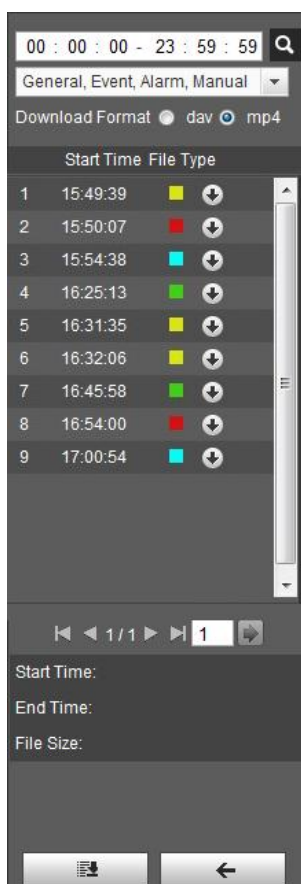 00 : 00 : 00 - 23 : 59 : 59
General, Event, Alarm, Manual
Download Format dav mp4
Start Time File Type
1 15:49:39
2 15:50:07
3 15:54:38
4 16:25:13
5 16:31:35
6 16:32:06
7 16:45:58
8 16:54:00
9 17:00:54
1 / 1 1
Start Time:
End Time:
File Size: